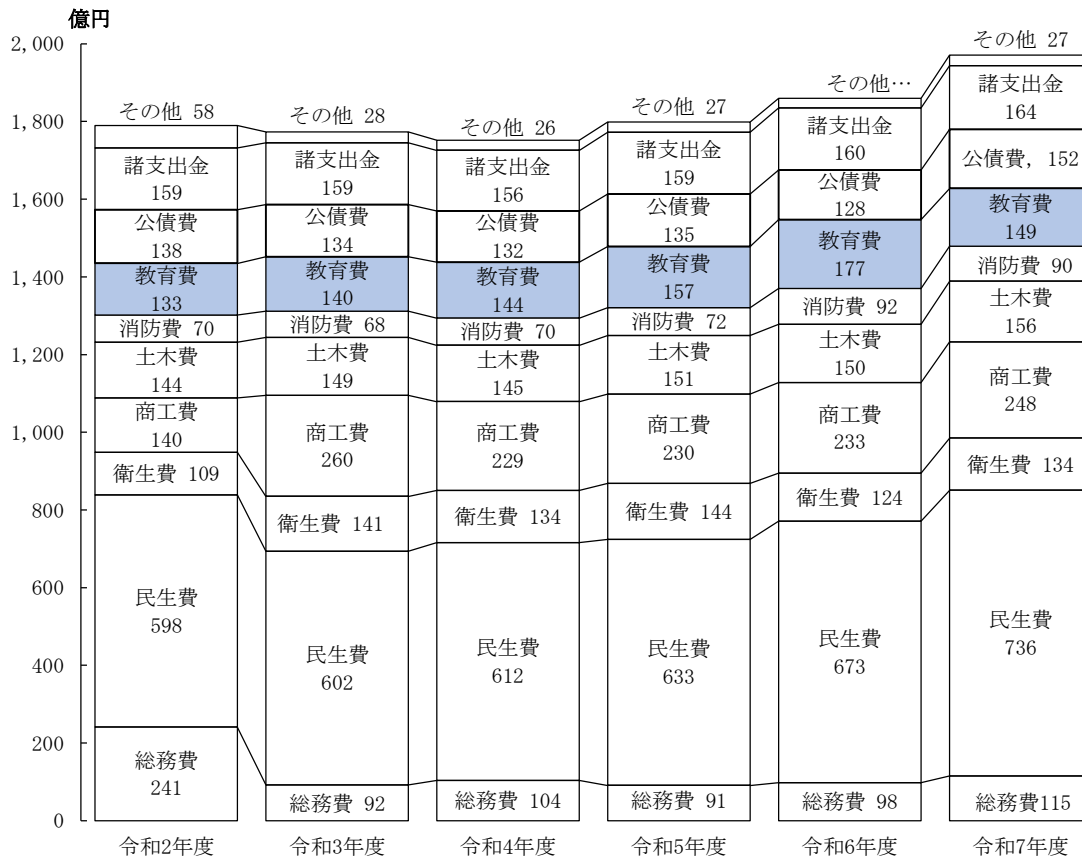 億円
2,000
1,800
1,600
1,400
1,200
1,000
800
600
400
200
0
その他 58
諸支出金
159
公債費
138
教育費
133
消防費 70
土木費
144
商工費
140
衛生費 109
民生費
598
総務費
241
令和2年度
その他 28
諸支出金
159
公債費
134
教育費
140
消防費 68
土木費
149
商工費
260
衛生費 141
民生費
602
総務費 92
令和3年度
その他 26
諸支出金
156
公債費
132
教育費
144
消防費 70
土木費
145
商工費
229
衛生費 134
民生費
612
総務費 104
令和4年度
その他 27
諸支出金
159
公債費
135
教育費
157
消防費 72
土木費
151
商工費
230
衛生費 144
民生費
633
総務費 91
令和5年度
その他…
諸支出金
160
公債費
128
教育費
177
消防費 92
土木費
150
商工費
233
衛生費 124
民生費
673
総務費 98
令和6年度
その他 27
諸支出金
164
公債費, 152
教育費
149
消防費 90
土木費
156
商工費
248
衛生費 134
民生費
736
総務費115
令和7年度